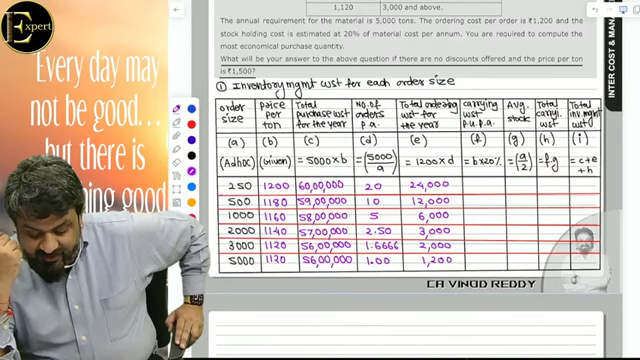 Expert
Every day may
not be good...
but there is
something good
1,120 3,000 and above.
The annual requirement for the material is 5,000 tons. The ordering cost per order is ₹1,200 and the
stock holding cost is estimated at 20% of material cost per annum. You are required to compute the
most economical purchase quantity.
What will be your answer to the above question if there are no discounts offered and the price per ton
is ₹1,500?
① Inventory mgmt cost for each order size
order size price per ton Total purchase cost for the year No. of orders p.a. Total ordering cost for the year carrying cost p.u.p.a. Avg. stock Total carrying cost Total inv. mgmt cost
(a) (b) (c) (d) (e) (f) (g) (h) (i)
(Adhoc) (Given) = 5000 x b = (5000/a) = 1200 x d = b x 20% = (a/2) = f.g = c+e+h
250 1200 60,00,000 20 24,000
500 1180 59,00,000 10 12,000
1000 1160 58,00,000 5 6,000
2000 1140 57,00,000 2.50 3,000
3000 1120 56,00,000 1.6666 2,000
5000 1120 56,00,000 1.00 1,200
CA VINOD REDDY
INTER COST & MANA